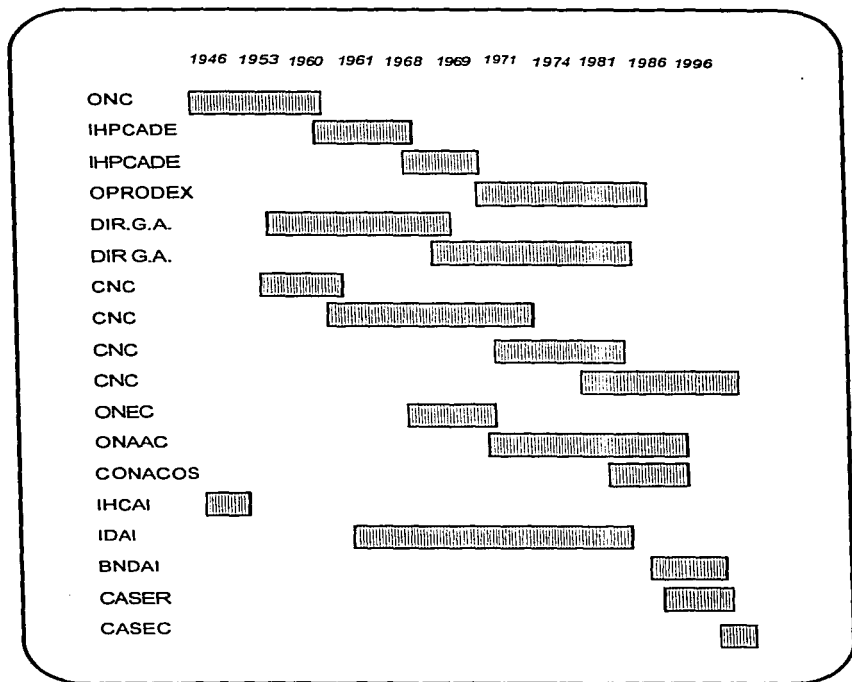 1946 1953 1960 1961 1968 1969 1971 1974 1981 1986 1996
ONC
IHPCADE
IHPCADE
OPRODEX
DIR.G.A.
DIR G.A.
CNC
CNC
CNC
CNC
ONEC
ONAAC
CONACOS
IHCAI
IDAI
BNDAI
CASER
CASEC